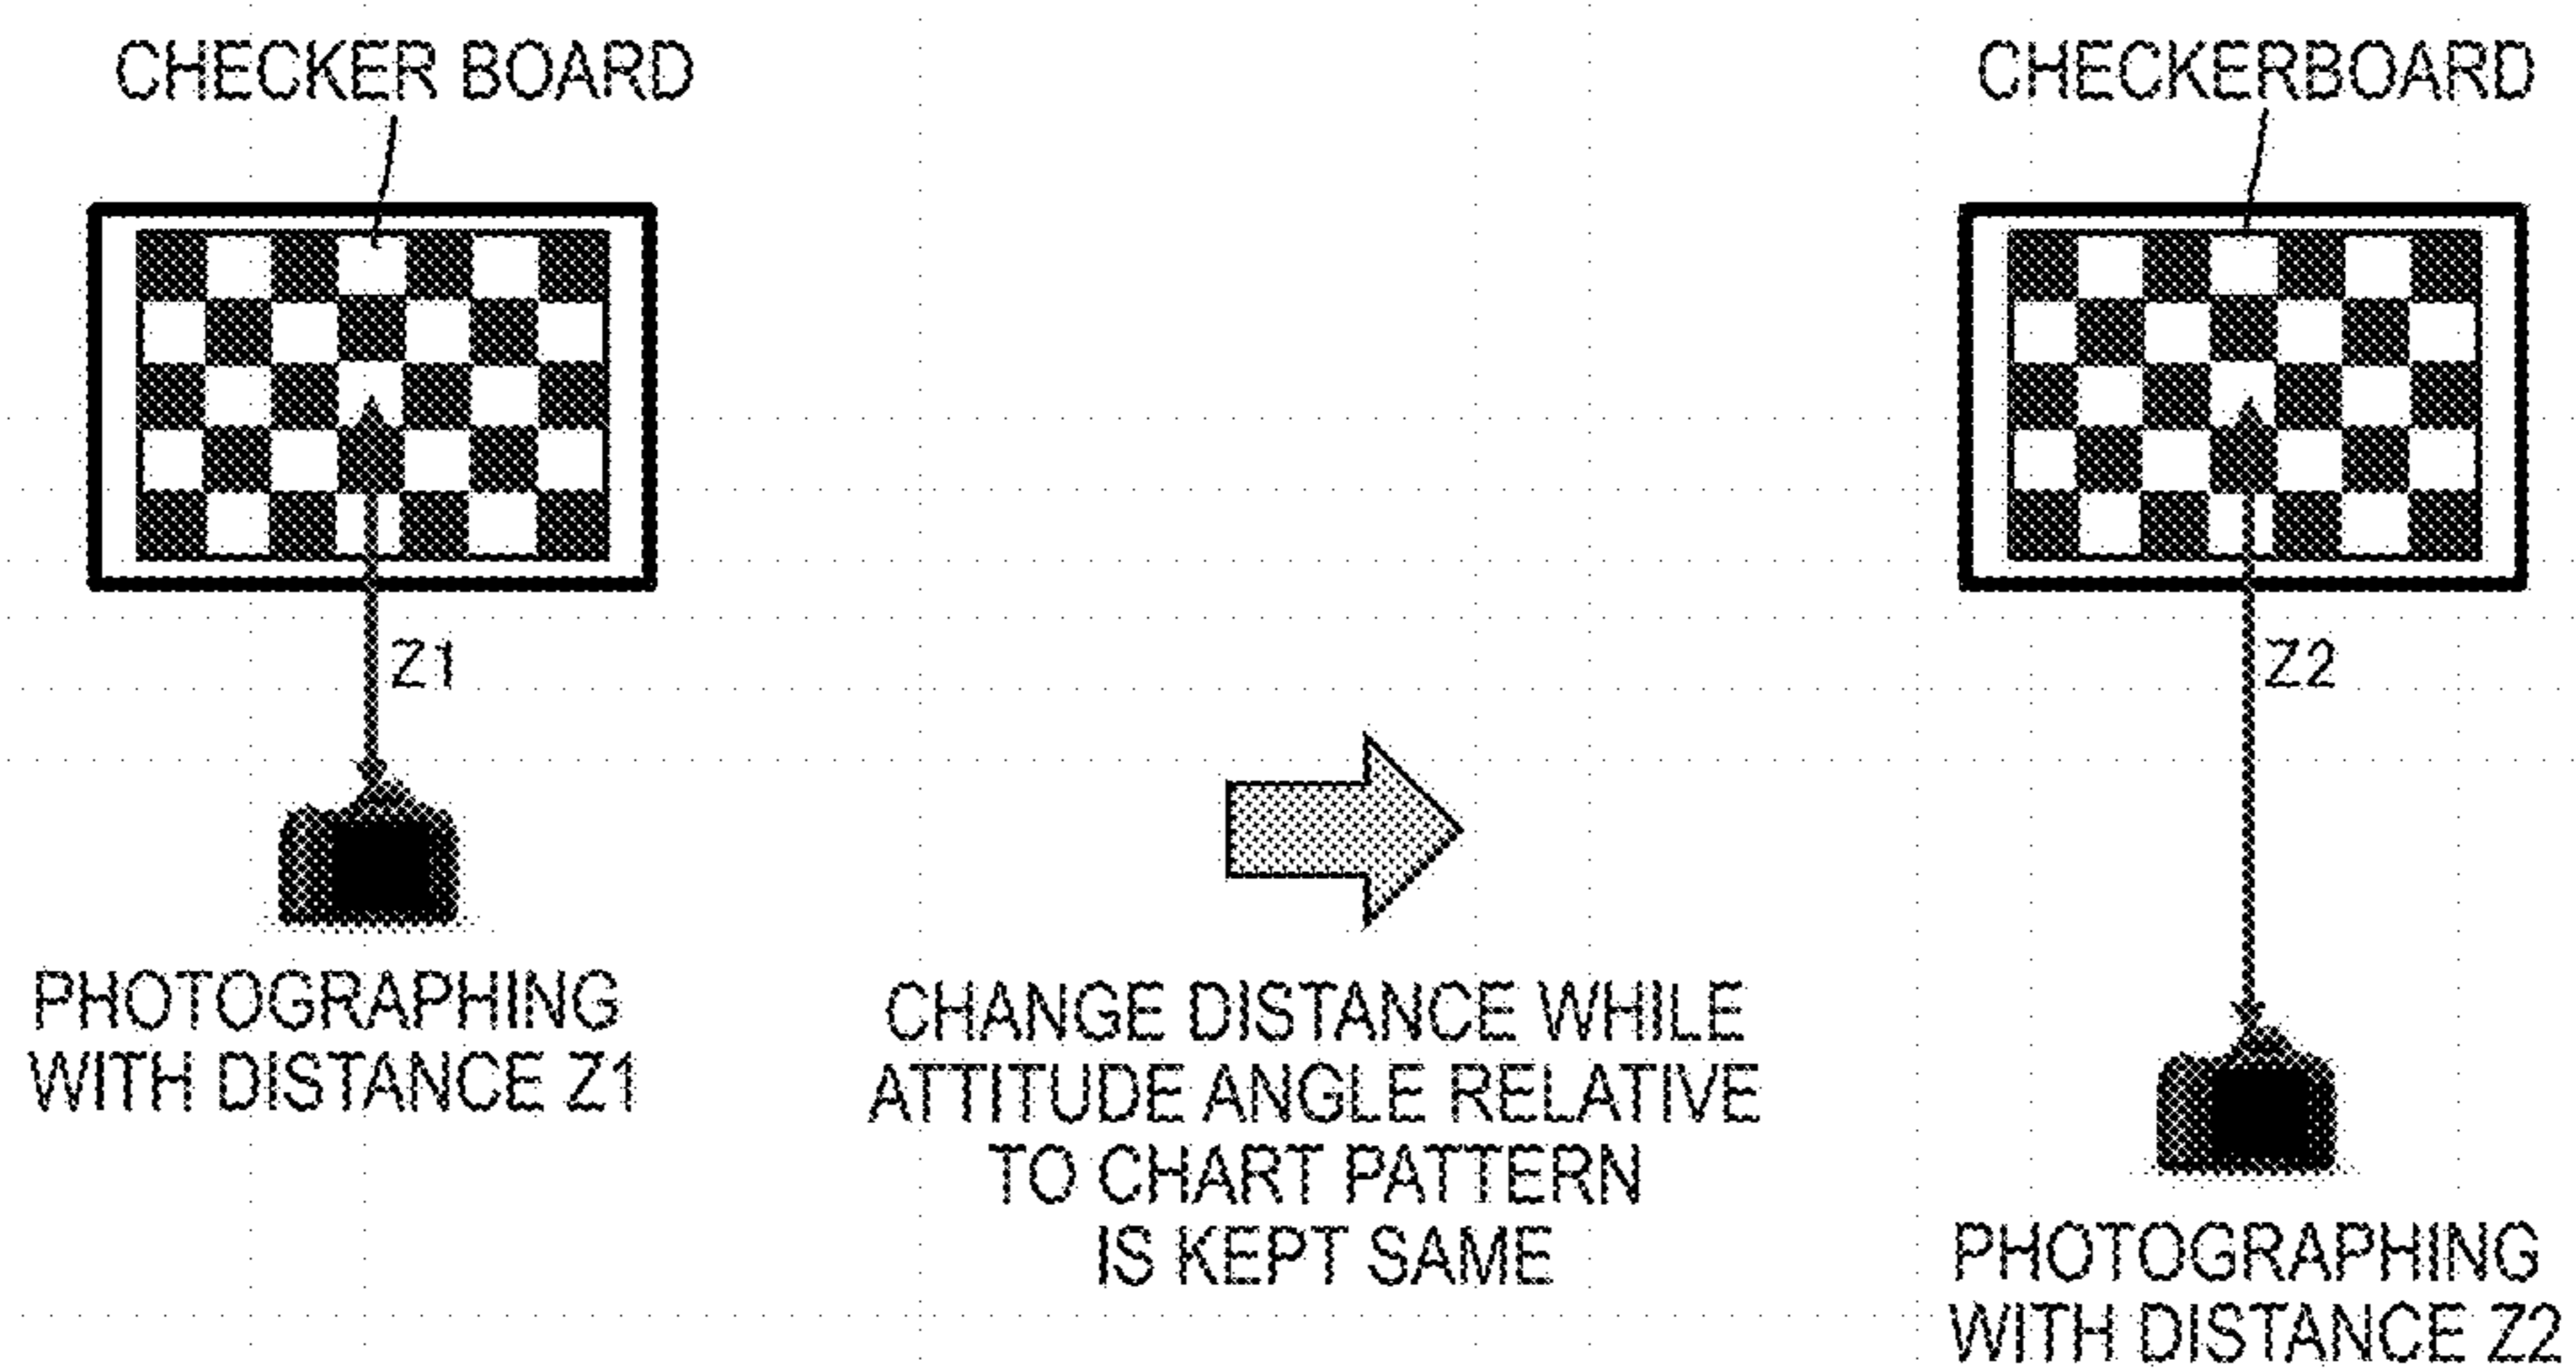 CHECKER BOARD
Z1
PHOTOGRAPHING
WITH DISTANCE Z1
CHANGE DISTANCE WHILE
ATTITUDE ANGLE RELATIVE
TO CHART PATTERN
IS KEPT SAME
CHECKERBOARD
Z2
PHOTOGRAPHING
WITH DISTANCE Z2